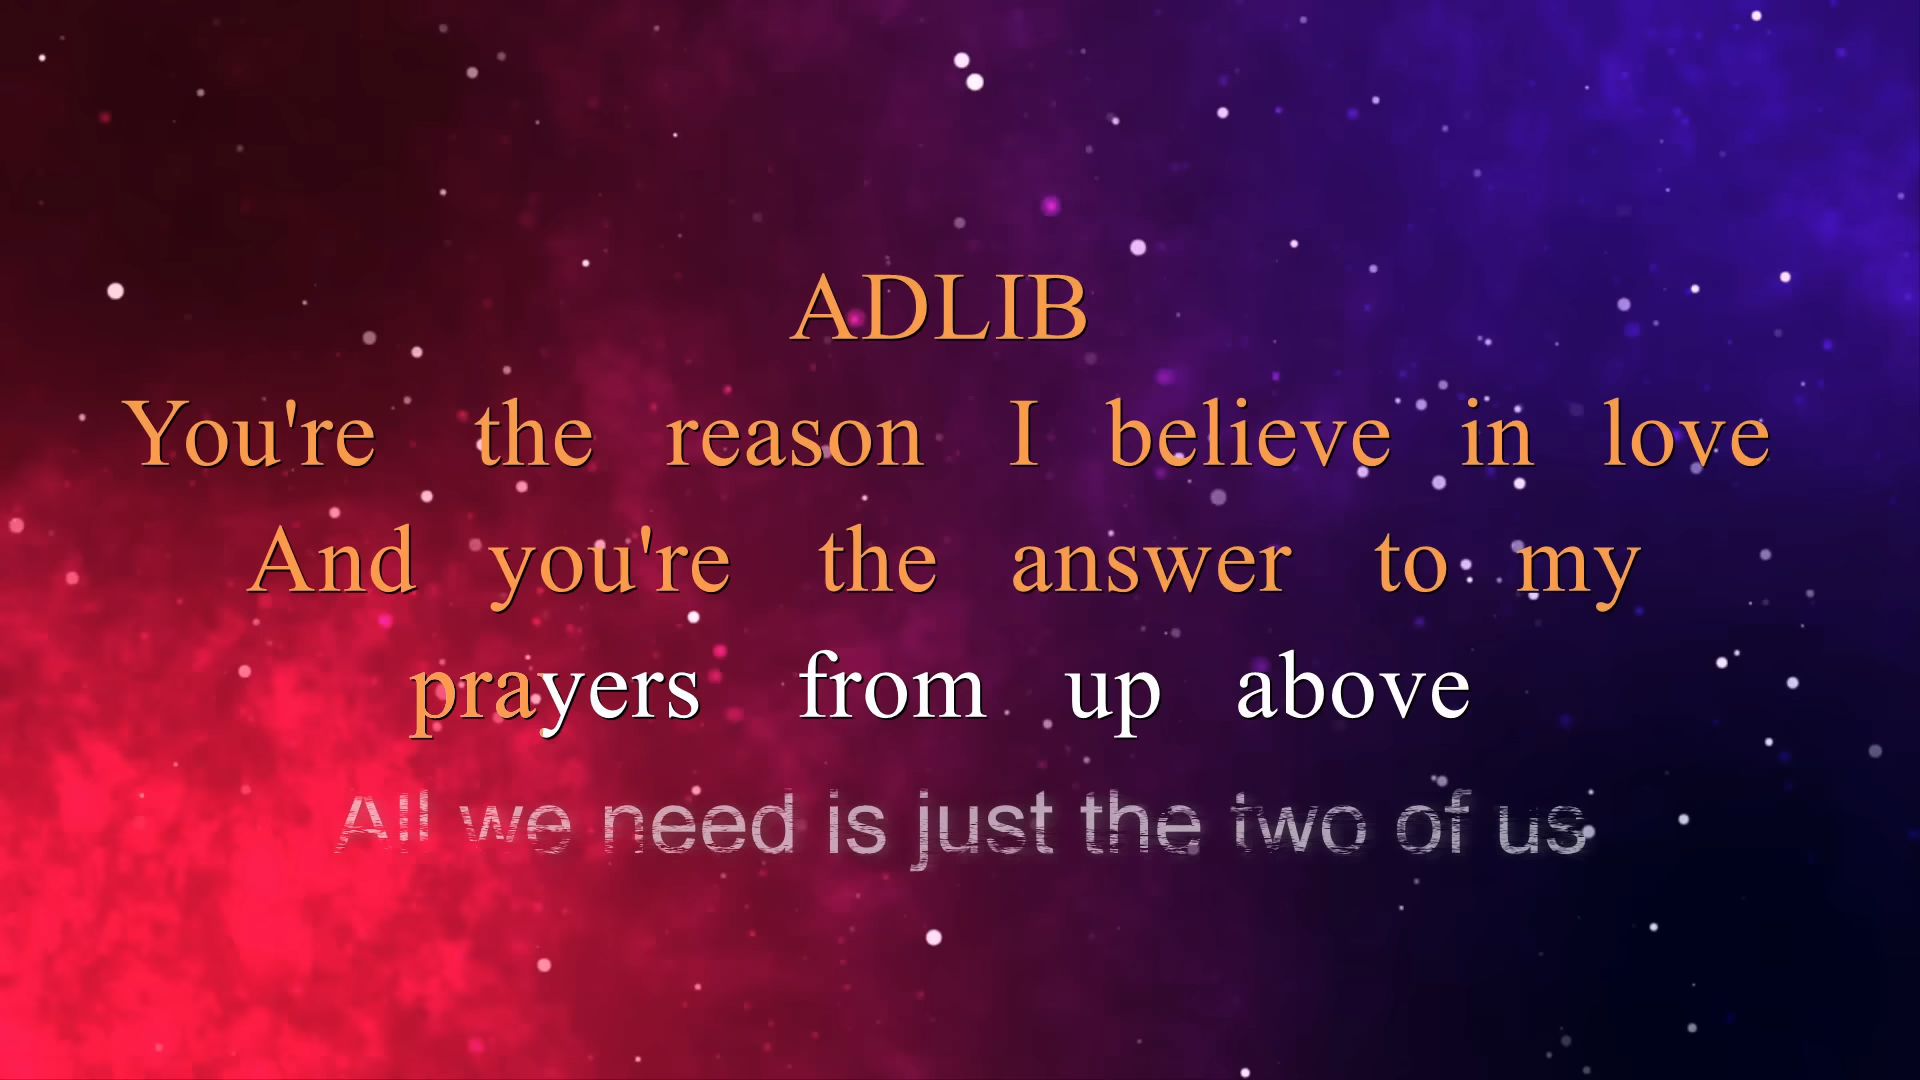 ADLIB
You're the reason I believe in love
And you're the answer to my
prayers from up above
All we need is just the two of us